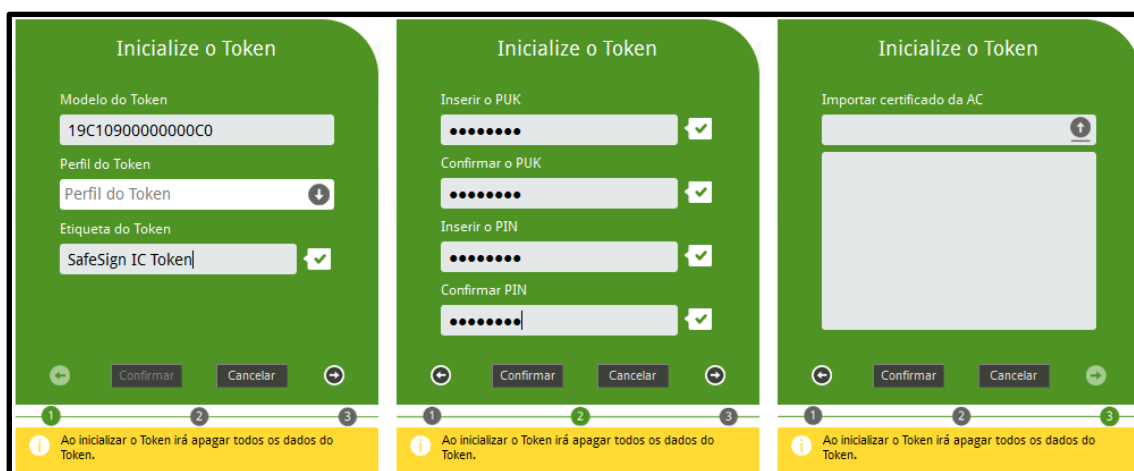 Inicialize o Token
Modelo do Token
19C10900000000C0
Perfil do Token
Perfil do Token
Etiqueta do Token
SafeSign IC Token
Confirmar
Cancelar
1
2
3
Ao inicializar o Token irá apagar todos os dados do
Token.
Inicialize o Token
Inserir o PUK
••••••••
Confirmar o PUK
••••••••
Inserir o PIN
••••••••
Confirmar PIN
••••••••
Confirmar
Cancelar
1
2
3
Ao inicializar o Token irá apagar todos os dados do
Token.
Inicialize o Token
Importar certificado da AC
Confirmar
Cancelar
1
2
3
Ao inicializar o Token irá apagar todos os dados do
Token.